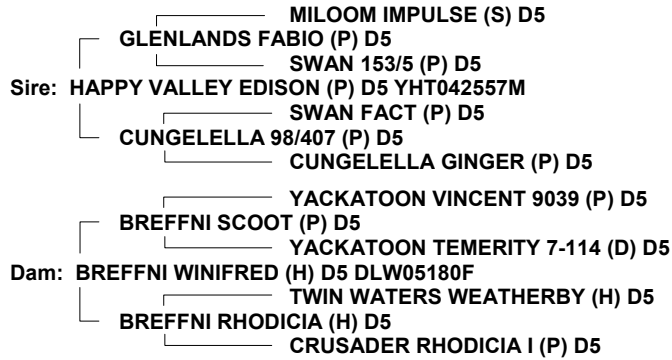 MILOOM IMPULSE (S) D5
GLENLANDS FABIO (P) D5
SWAN 153/5 (P) D5
Sire: HAPPY VALLEY EDISON (P) D5 YHT042557M
SWAN FACT (P) D5
CUNGELELLA 98/407 (P) D5
CUNGELELLA GINGER (P) D5
YACKATOON VINCENT 9039 (P) D5
BREFFNI SCOOT (P) D5
YACKATOON TEMERITY 7-114 (D) D5
Dam: BREFFNI WINIFRED (H) D5 DLW05180F
TWIN WATERS WEATHERBY (H) D5
BREFFNI RHODICIA (H) D5
CRUSADER RHODICIA I (P) D5